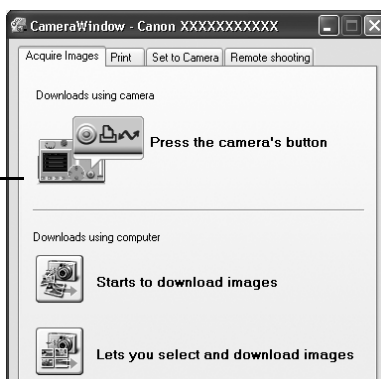 CameraWindow - Canon XXXXXXXXXXX
Acquire Images Print Set to Camera Remote shooting
Downloads using camera
Press the camera's button
Downloads using computer
Starts to download images
Lets you select and download images